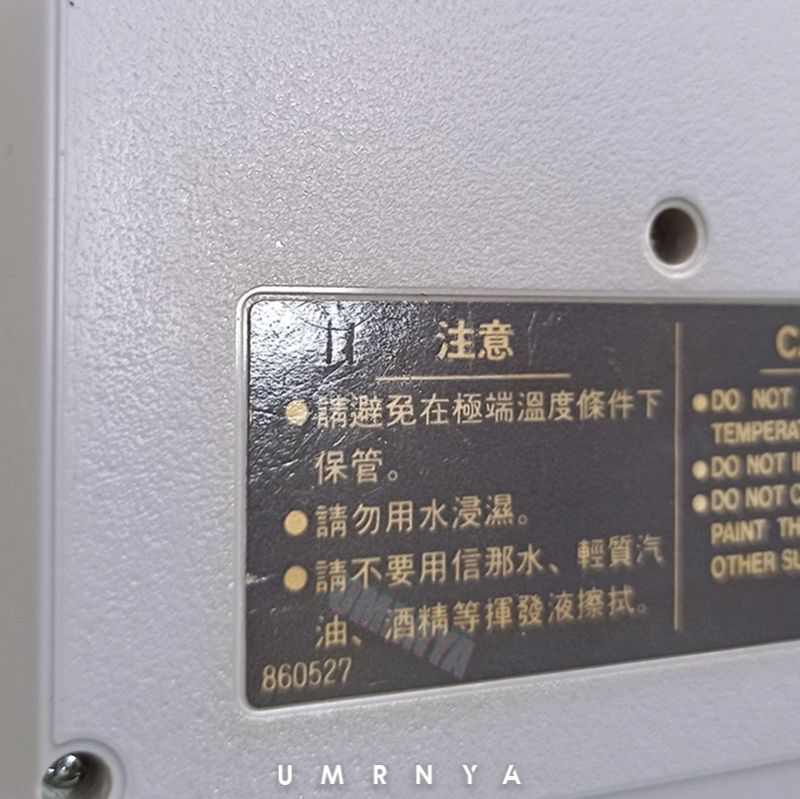 注意
●請避免在極端溫度條件下
保管。
●請勿用水浸濕。
●請不要用信那水、輕質汽
油、酒精等揮發液擦拭。
860527
●DO NOT
●DO NOT
●DO NOT
PAINT
OTHER
UMRNYA
UMRNYA